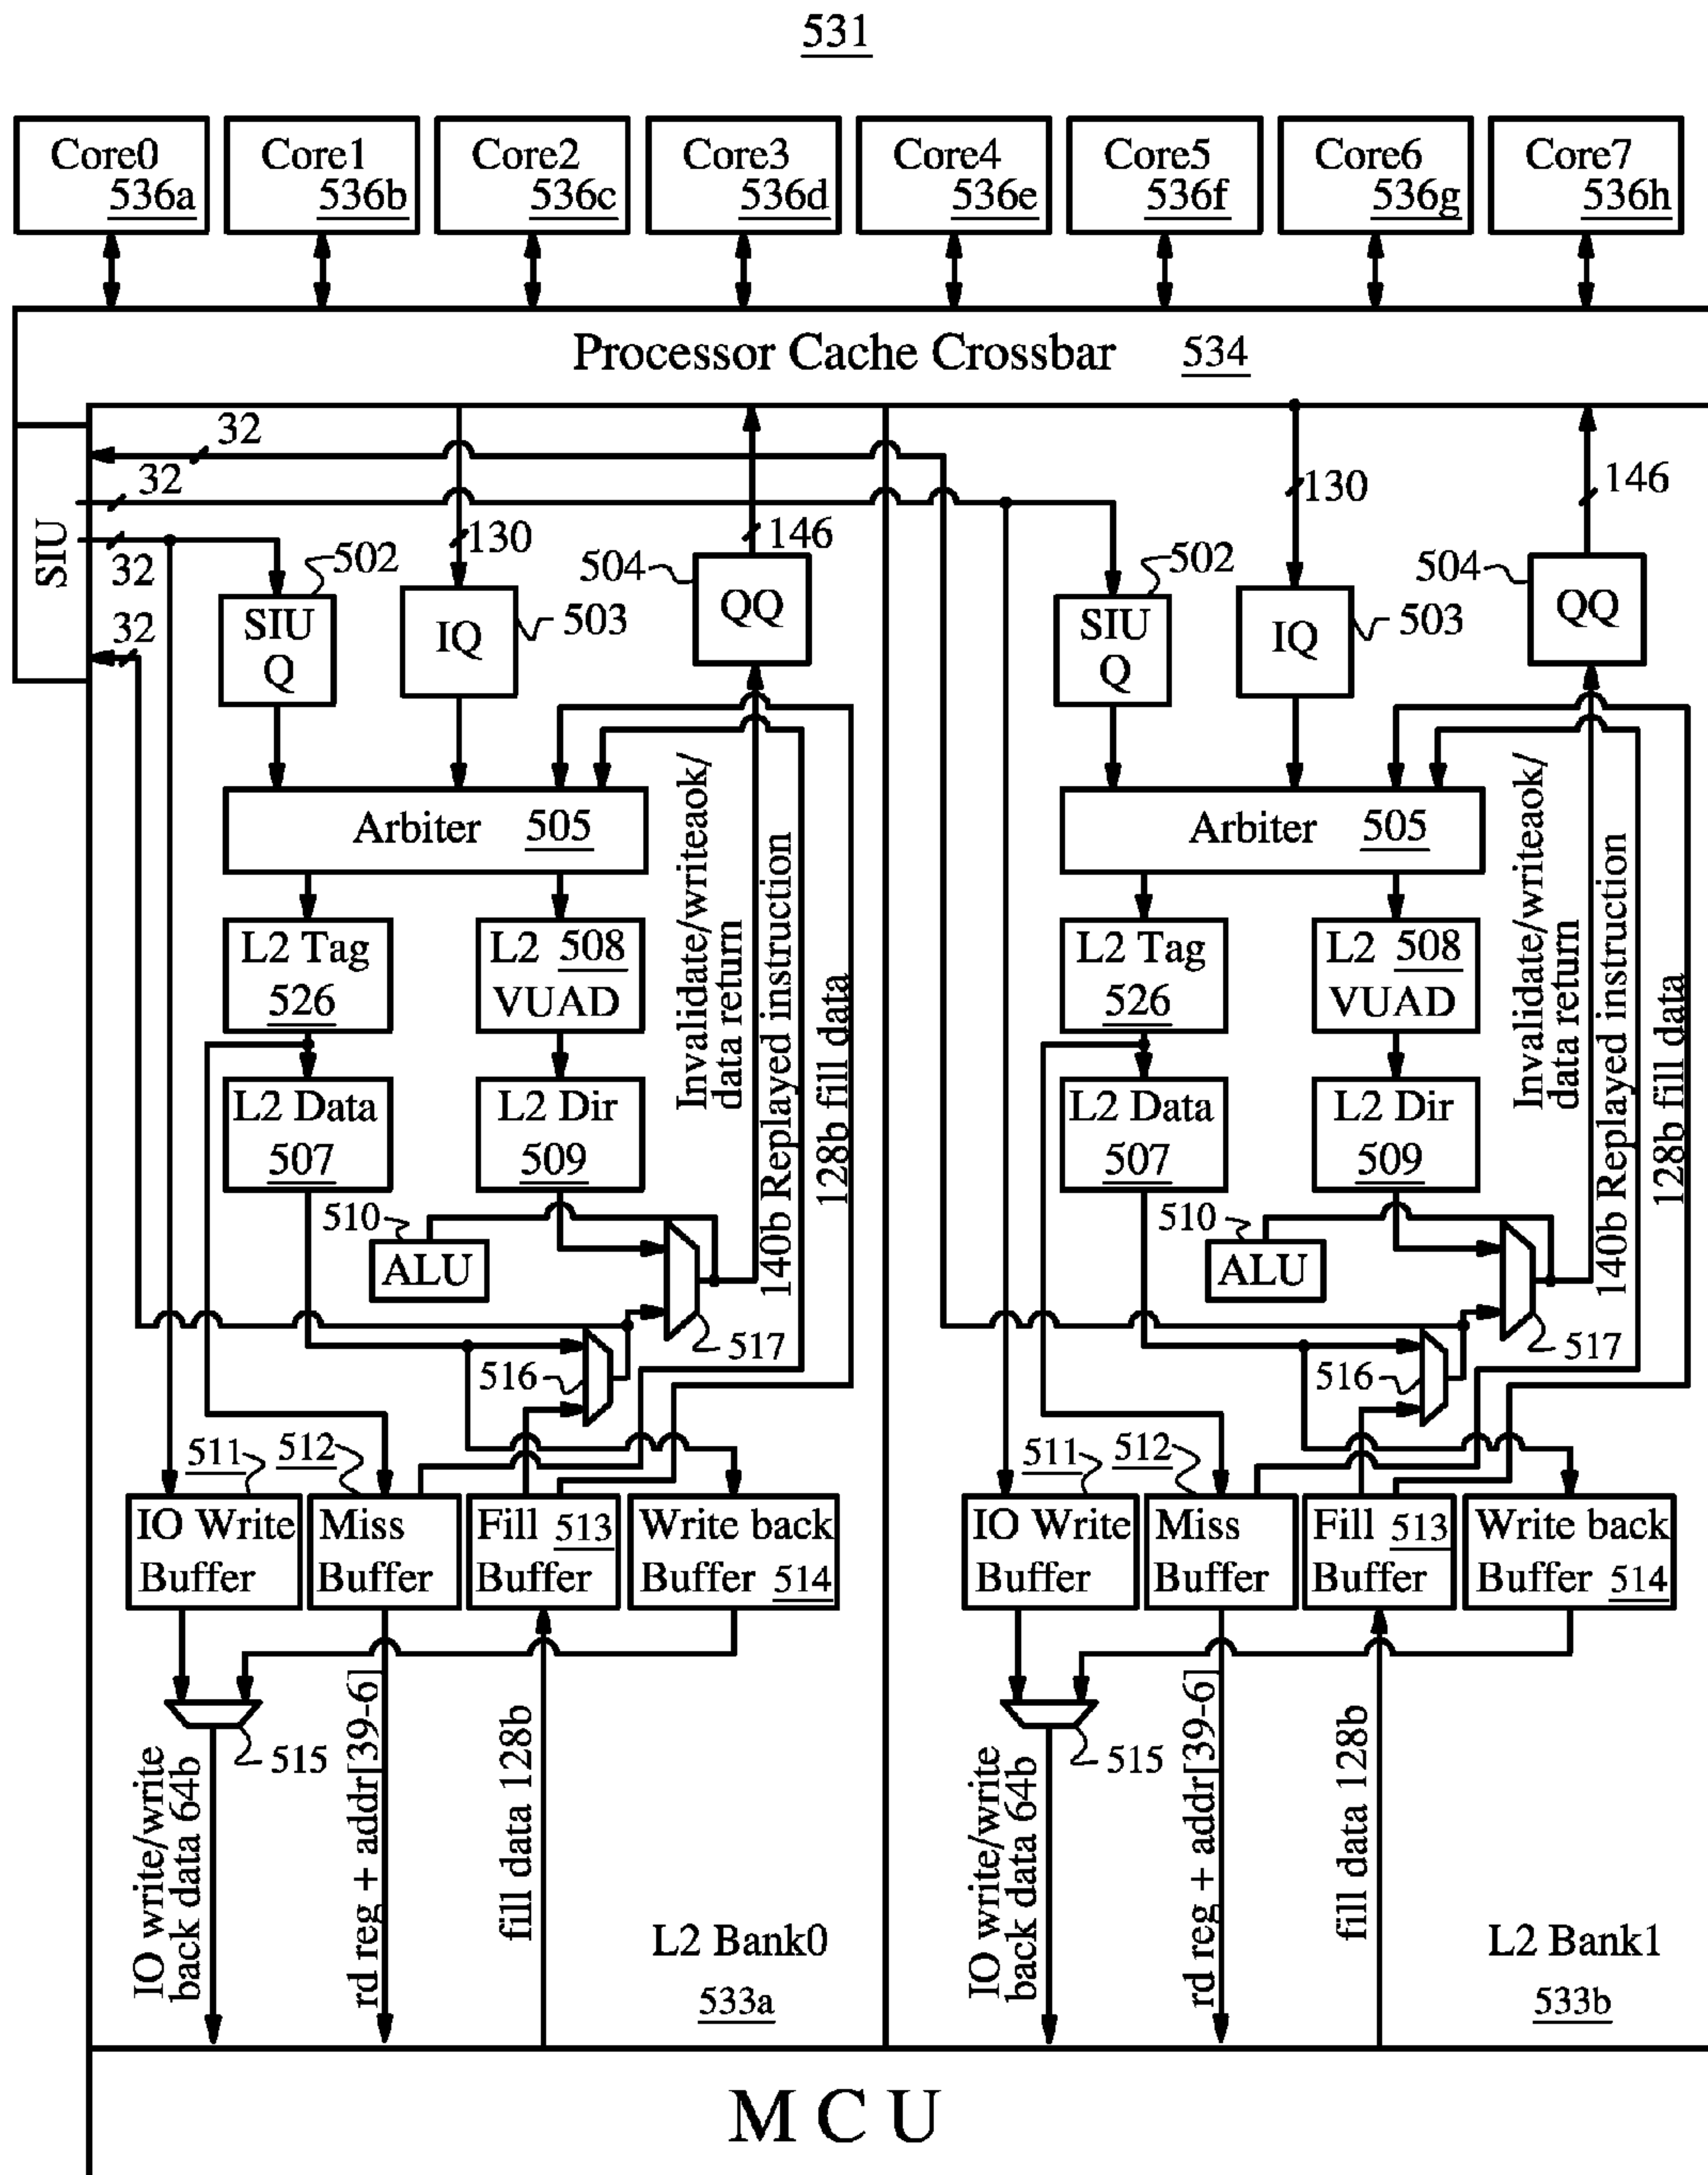 531
Core0
536a
Core1
536b
Core2
536c
Core3
536d
Core4
536e
Core5
536f
Core6
536g
Core7
536h
Processor Cache Crossbar 534
SIU
32
32
32
32
130
146
502
SIU
Q
IQ
503
504
QQ
Arbiter 505
L2 Tag
526
L2 508
VUAD
L2 Data
507
L2 Dir
509
510
ALU
Invalidate/writeaok/
data return
140b Replayed instruction
128b fill data
517
516
511
512
IO Write
Buffer
Miss
Buffer
Fill 513
Buffer
Write back
Buffer 514
515
IO write/write
back data 64b
rd reg + addr[39-6]
fill data 128b
L2 Bank0
533a
130
146
502
SIU
Q
IQ
503
504
QQ
Arbiter 505
L2 Tag
526
L2 508
VUAD
L2 Data
507
L2 Dir
509
510
ALU
Invalidate/writeaok/
data return
140b Replayed instruction
128b fill data
517
516
511
512
IO Write
Buffer
Miss
Buffer
Fill 513
Buffer
Write back
Buffer 514
515
IO write/write
back data 64b
rd reg + addr[39-6]
fill data 128b
L2 Bank1
533b
M C U